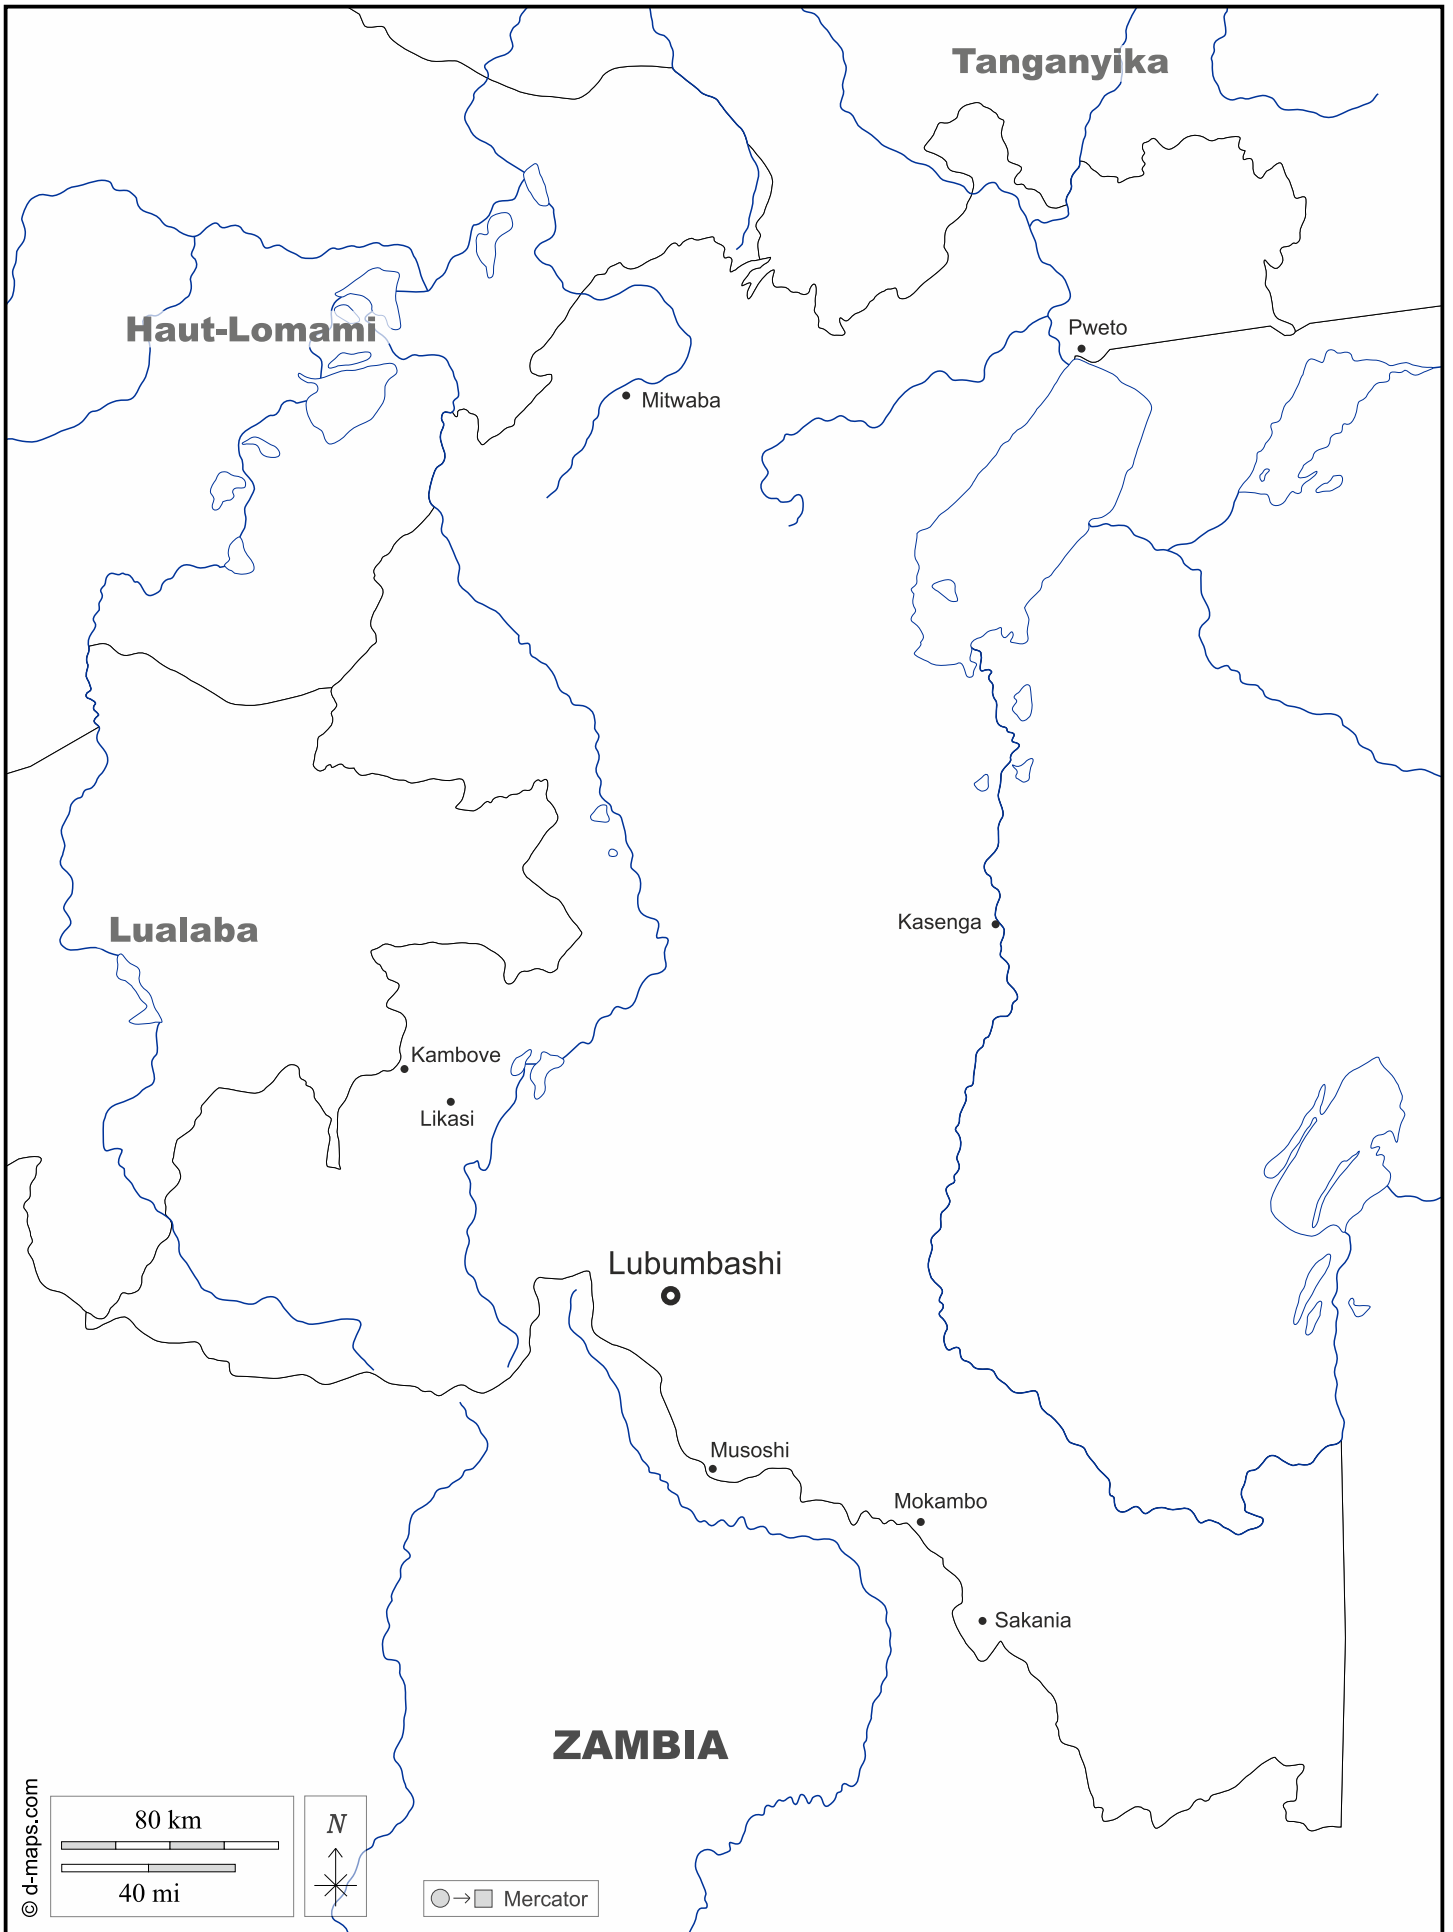 Tanganyika
Haut-Lomami
Pweto
Mitwaba
Kasenga
Lualaba
Kambove
Likasi
Lubumbashi
Musoshi
Mokambo
Sakania
ZAMBIA
© d-maps.com
80 km
40 mi
N
Mercator